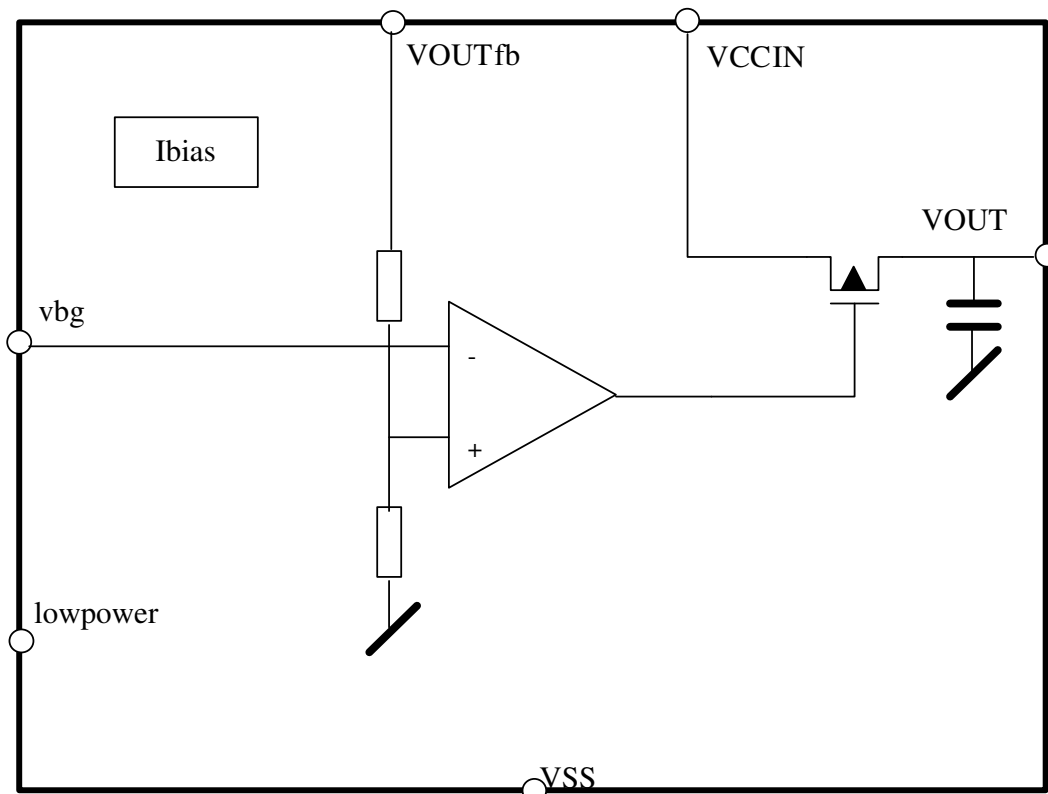 VOUTfb
VCCIN
Ibias
VOUT
vbg
-
+
lowpower
VSS